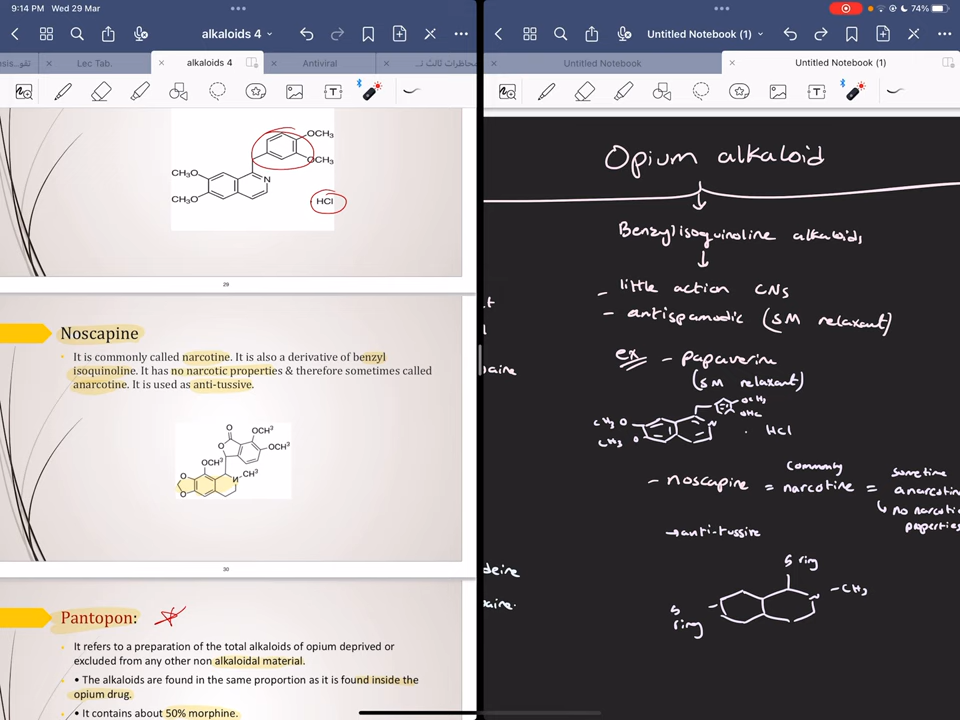 9:14 PM Wed 29 Mar
74%
alkaloids 4
Untitled Notebook (1)
Lec Tab.
alkaloids 4
Antiviral
Untitled Notebook
Untitled Notebook (1)
OCH3
OCH3
CH3O
N
CH3O
HCl
29
Noscapine
It is commonly called narcotine. It is also a derivative of benzyl
isoquinoline. It has no narcotic properties & therefore sometimes called
anarcotine. It is used as anti-tussive.
O
OCH3
O
OCH3
OCH3
CH3
O
N
O
30
Pantopon:
It refers to a preparation of the total alkaloids of opium deprived or
excluded from any other non alkaloidal material.
• The alkaloids are found in the same proportion as it is found inside the
opium drug.
• It contains about 50% morphine.
Opium alkaloid
Benzylisoquinoline alkaloids
- little action CNS
- antispamodic (SM relaxant)
ex - papaverine
(SM relaxant)
OCH3
CH3O
N
CH3O
. HCl
- noscapine = commonly narcotine = sometime anarcotin
↳ no narcotic
properties
→ anti-tussive
deine
5 ring
N - CH3
5
ring